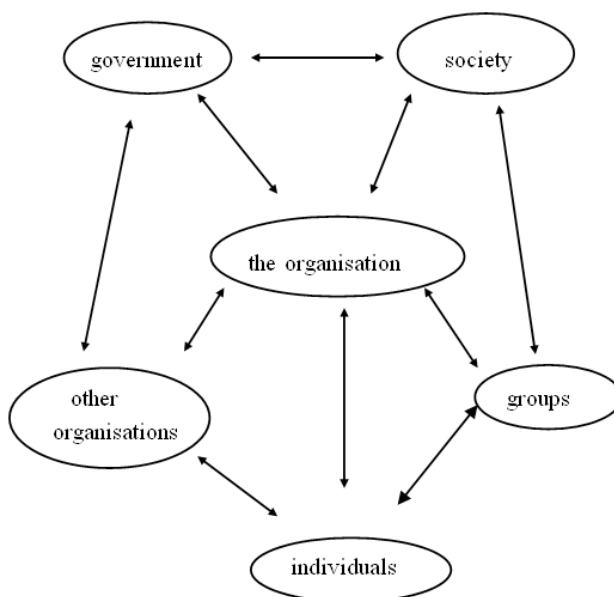 government
society
the organisation
other
organisations
groups
individuals